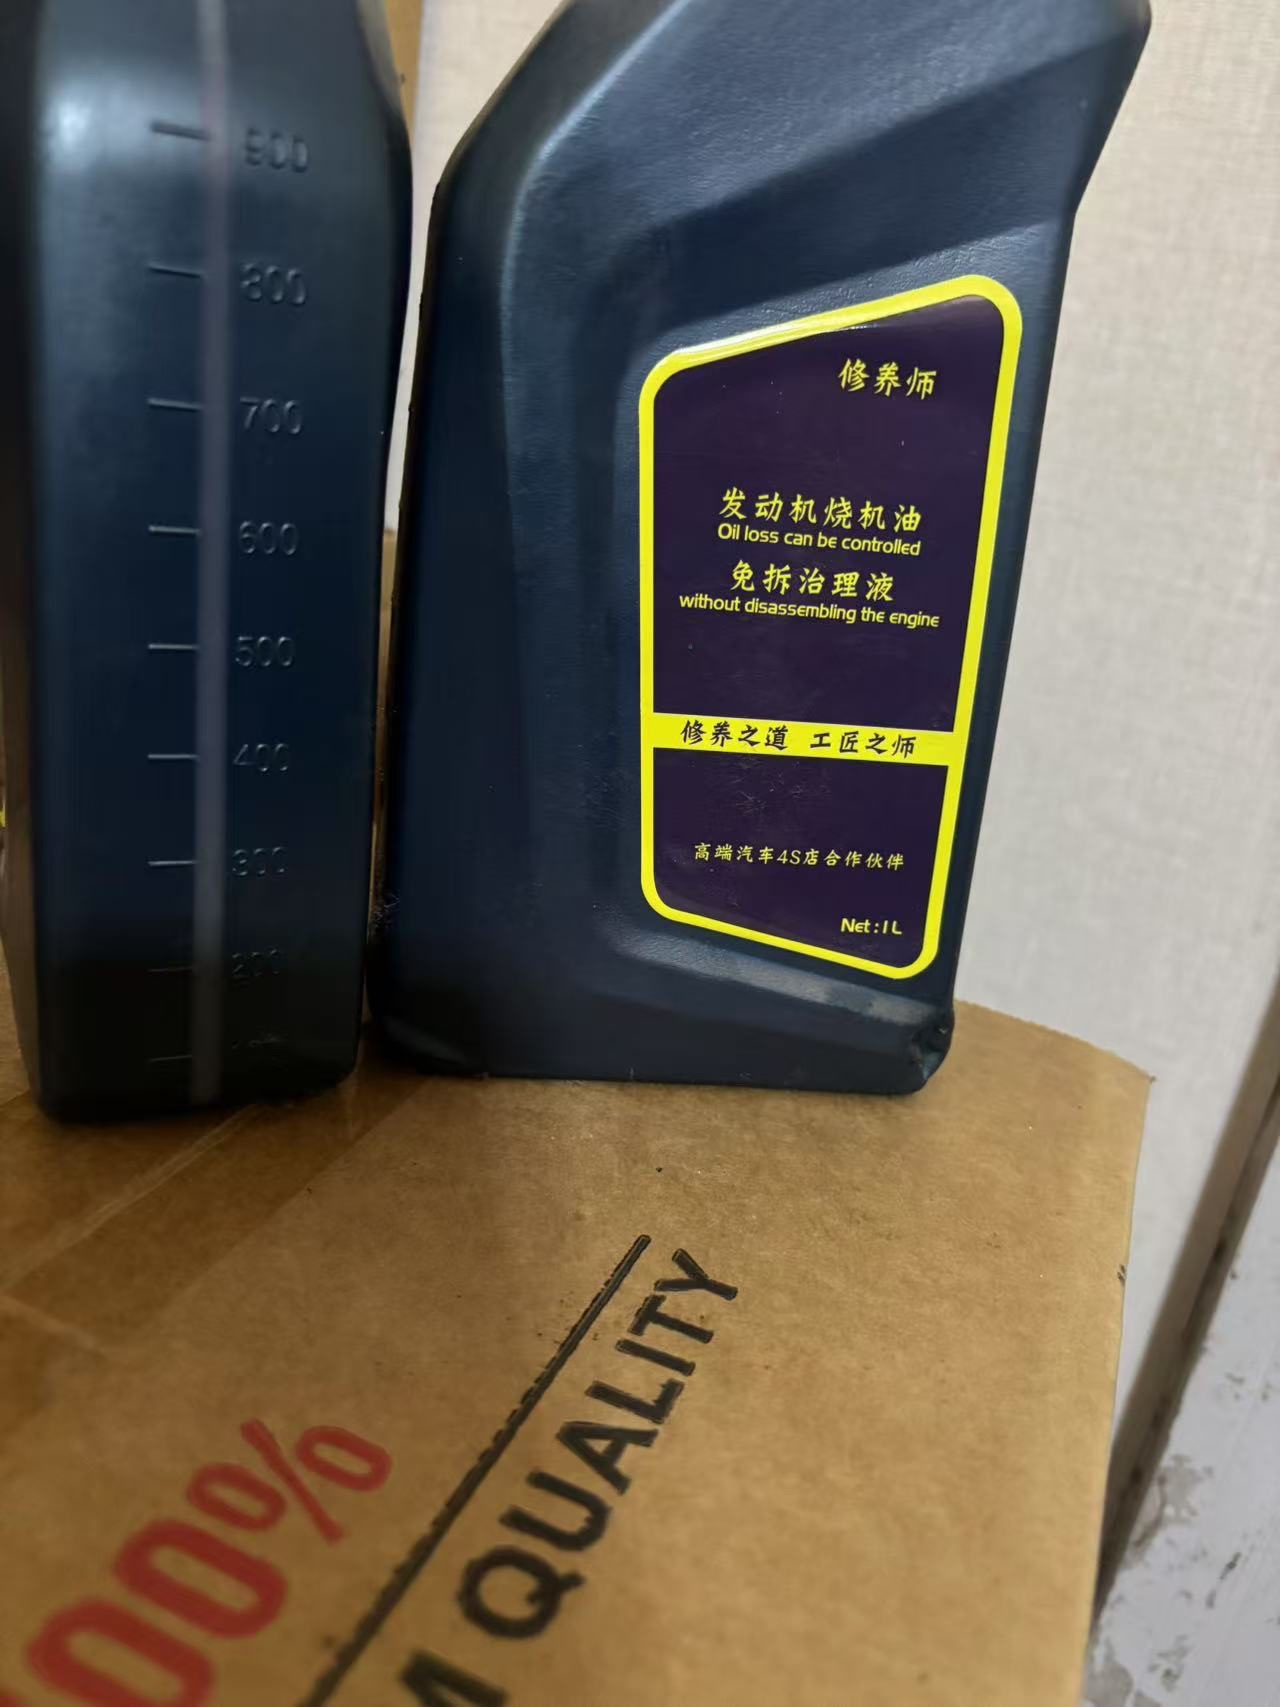 900
800
700
600
500
400
300
200
修养师
发动机烧机油
Oil loss can be controlled
免拆治理液
without disassembling the engine
修养之道 工匠之师
高端汽车4S店合作伙伴
Net:1L
00%
QUALITY